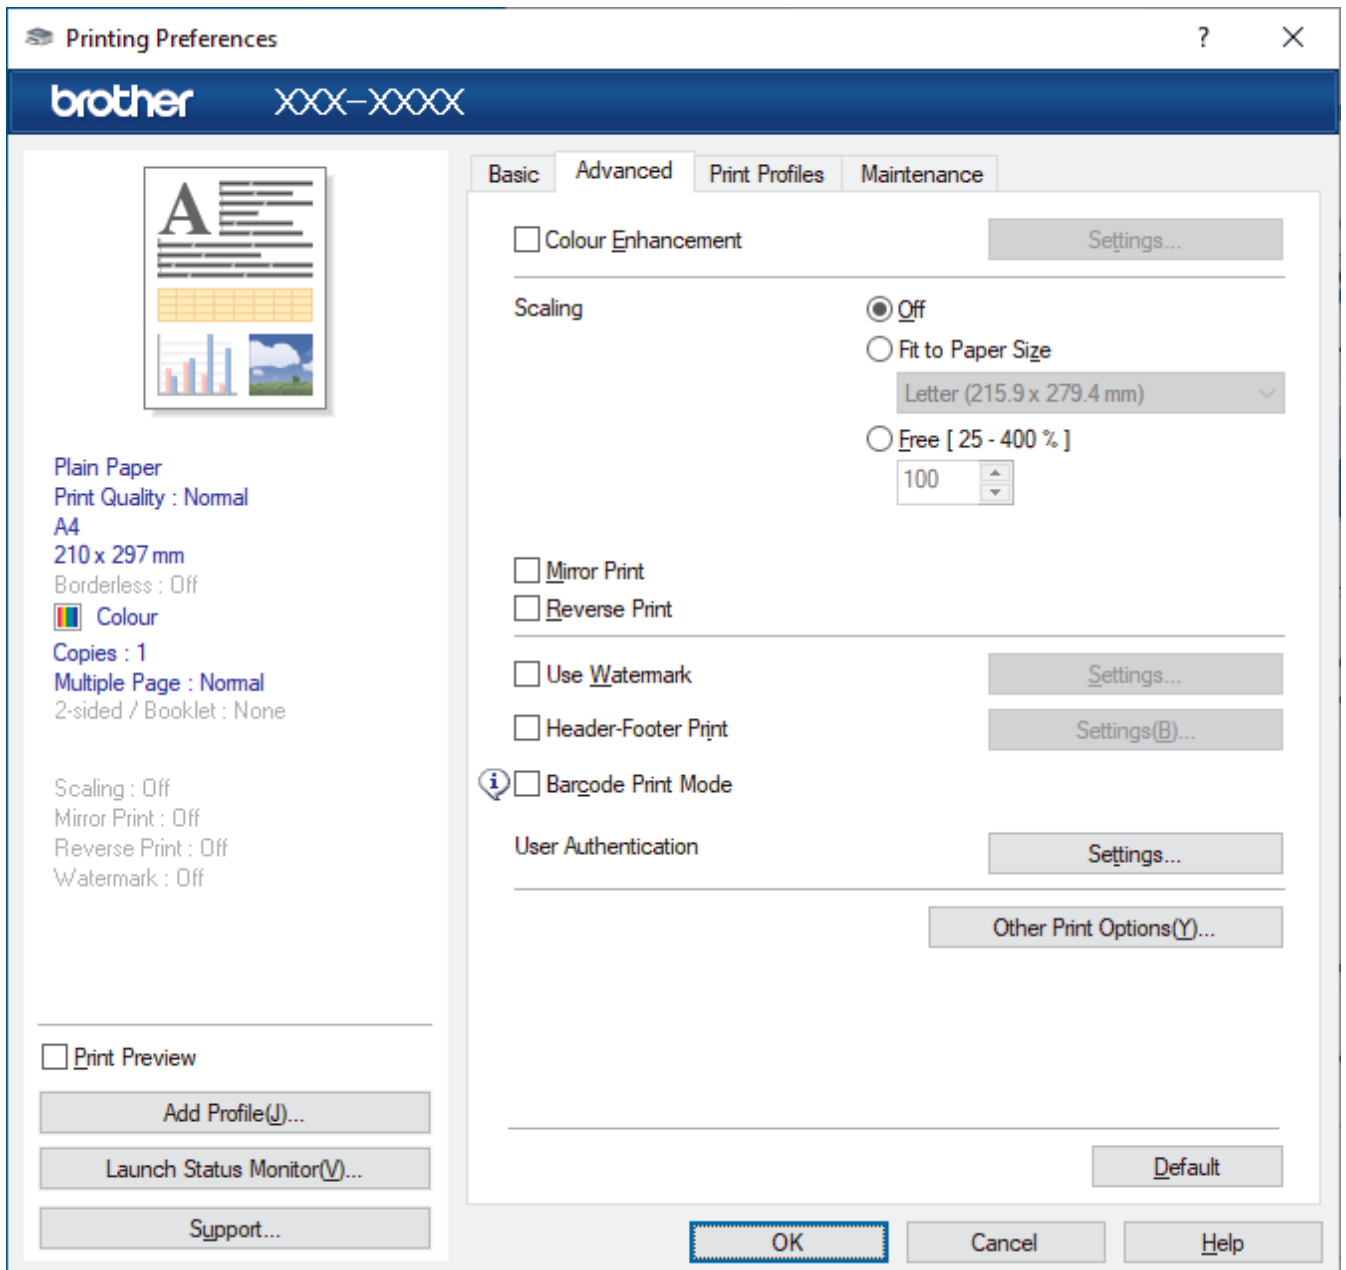 Printing Preferences ?
brother XXX-XXXX
Basic Advanced Print Profiles Maintenance
A
Plain Paper
Print Quality : Normal
A4
210 x 297 mm
Borderless : Off
Colour
Copies : 1
Multiple Page : Normal
2-sided / Booklet : None
Scaling : Off
Mirror Print : Off
Reverse Print : Off
Watermark : Off
Print Preview
Add Profile(J)...
Launch Status Monitor(V)...
Support...
Colour Enhancement Settings...
Scaling Off
Fit to Paper Size
Letter (215.9 x 279.4 mm)
Free [ 25 - 400 % ]
100
Mirror Print
Reverse Print
Use Watermark Settings...
Header-Footer Print Settings(B)...
i Barcode Print Mode
User Authentication Settings...
Other Print Options(Y)...
Default
OK Cancel Help